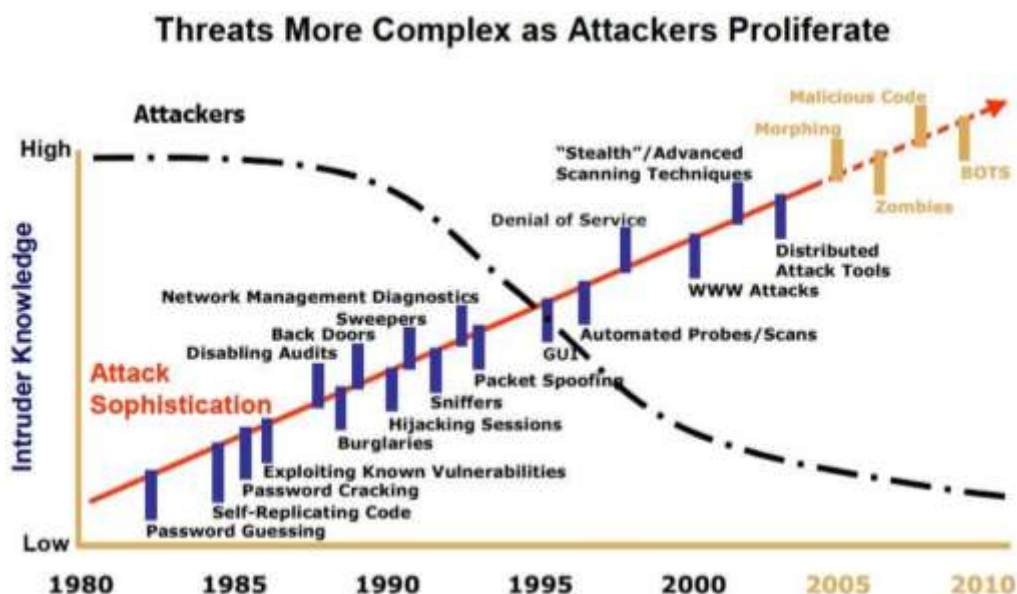 Threats More Complex as Attackers Proliferate
Attackers
High
Malicious Code
Morphing
"Stealth"/Advanced
Scanning Techniques
BOTS
Zombies
Denial of Service
Distributed
Attack Tools
WWW Attacks
Network Management Diagnostics
Sweepers
Back Doors
Disabling Audits
Automated Probes/Scans
GUI
Packet Spoofing
Attack
Sophistication
Sniffers
Hijacking Sessions
Burglaries
Exploiting Known Vulnerabilities
Password Cracking
Self-Replicating Code
Password Guessing
Intruder Knowledge
Low
1980 1985 1990 1995 2000 2005 2010